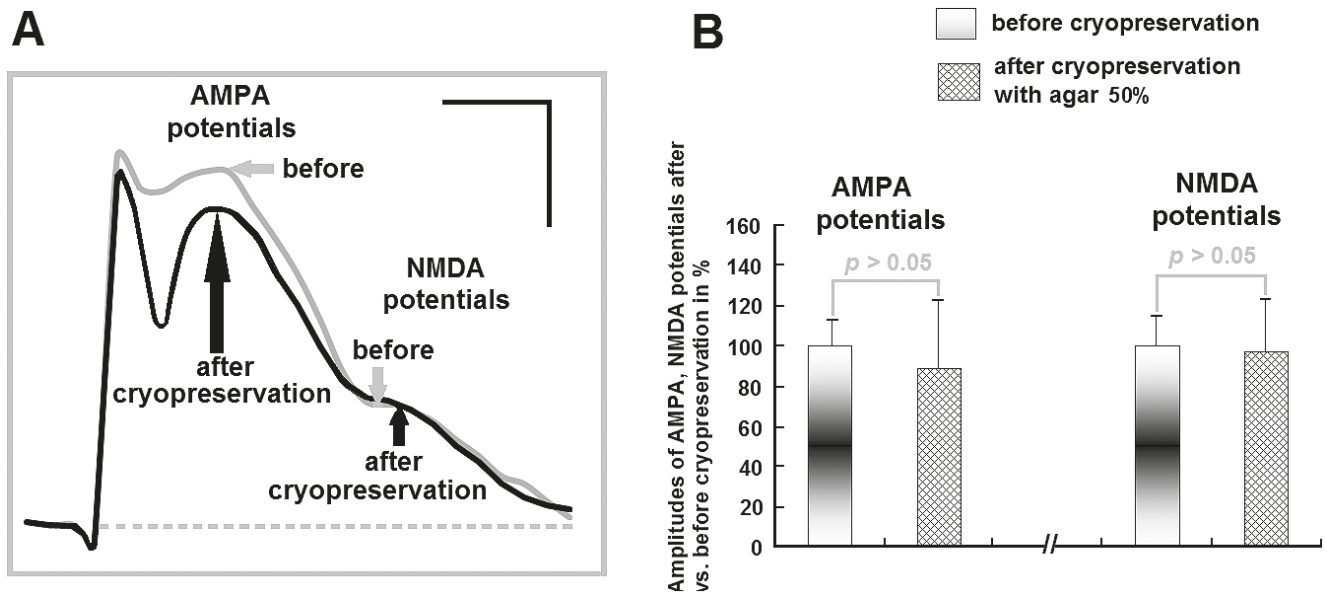 A
AMPA
potentials
before
NMDA
potentials
before
after
cryopreservation
after
cryopreservation
B
before cryopreservation
after cryopreservation
with agar 50%
Amplitudes of AMPA, NMDA potentials after
vs. before cryopreservation in %
AMPA
potentials
NMDA
potentials
p > 0.05
p > 0.05
160
140
120
100
80
60
40
20
0